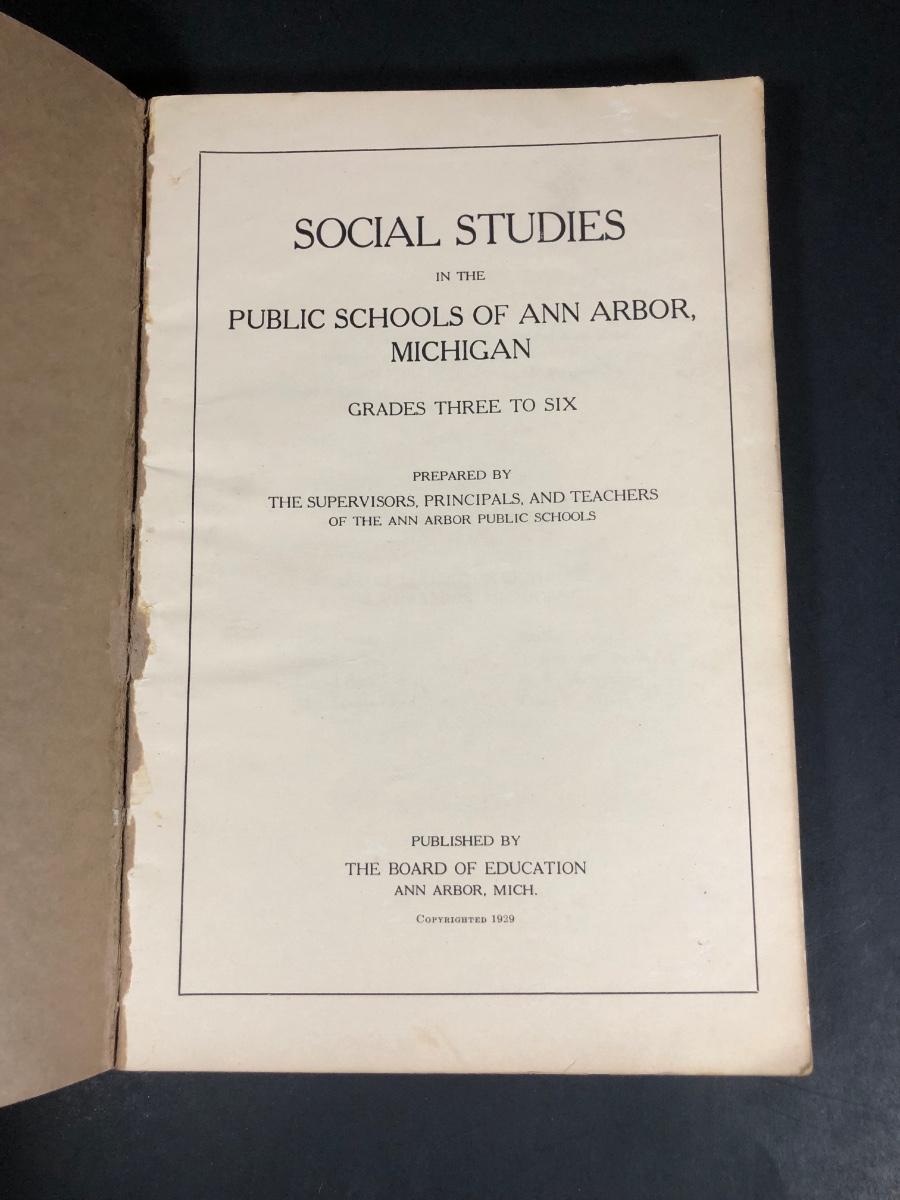 SOCIAL STUDIES
IN THE
PUBLIC SCHOOLS OF ANN ARBOR,
MICHIGAN
GRADES THREE TO SIX
PREPARED BY
THE SUPERVISORS, PRINCIPALS, AND TEACHERS
OF THE ANN ARBOR PUBLIC SCHOOLS
PUBLISHED BY
THE BOARD OF EDUCATION
ANN ARBOR, MICH.
COPYRIGHTED 1929